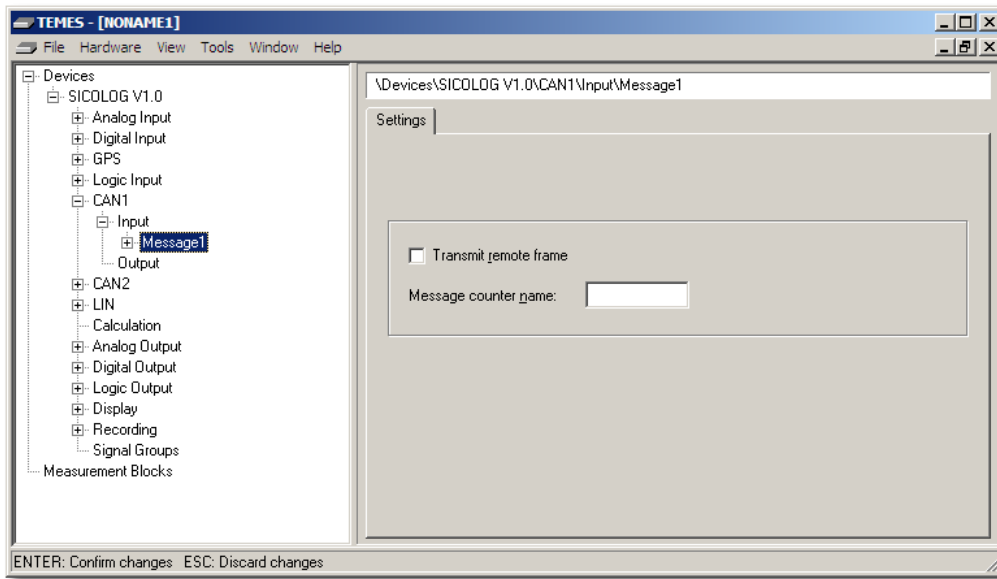 TEMES - [NONAME1]
File Hardware View Tools Window Help
Devices
SICOLOG V1.0
Analog Input
Digital Input
GPS
Logic Input
CAN1
Input
Message1
Output
CAN2
LIN
Calculation
Analog Output
Digital Output
Logic Output
Display
Recording
Signal Groups
Measurement Blocks
\Devices\SICOLOG V1.0\CAN1\Input\Message1
Settings
Transmit remote frame
Message counter name:
ENTER: Confirm changes ESC: Discard changes